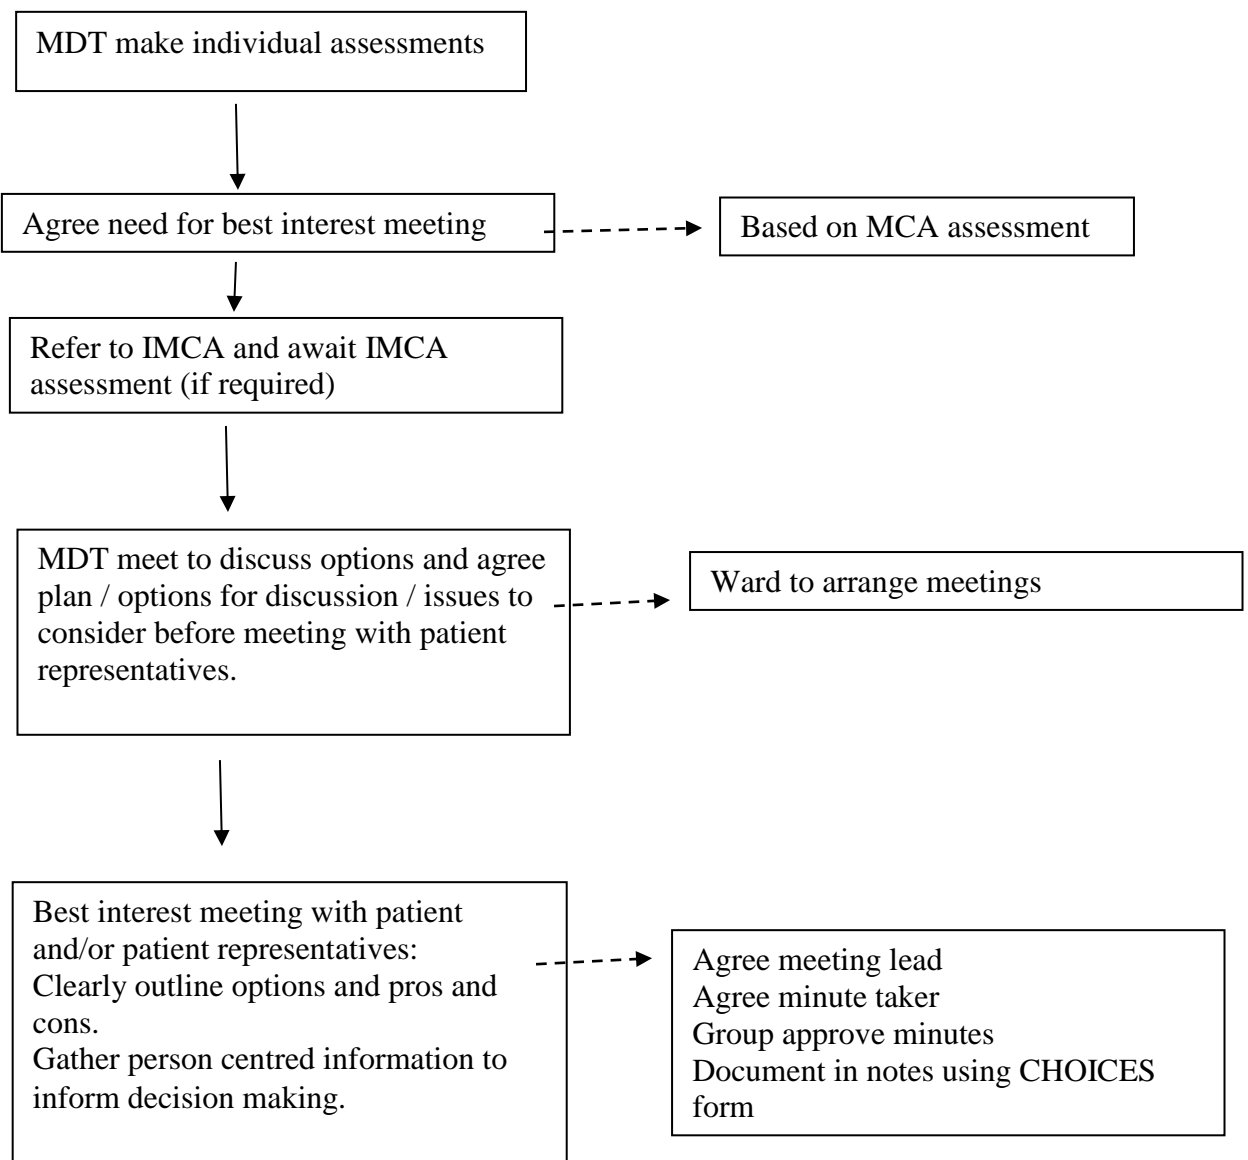 MDT make individual assessments
Agree need for best interest meeting
Based on MCA assessment
Refer to IMCA and await IMCA
assessment (if required)
MDT meet to discuss options and agree
plan / options for discussion / issues to
consider before meeting with patient
representatives.
Ward to arrange meetings
Best interest meeting with patient
and/or patient representatives:
Clearly outline options and pros and
cons.
Gather person centred information to
inform decision making.
Agree meeting lead
Agree minute taker
Group approve minutes
Document in notes using CHOICES
form